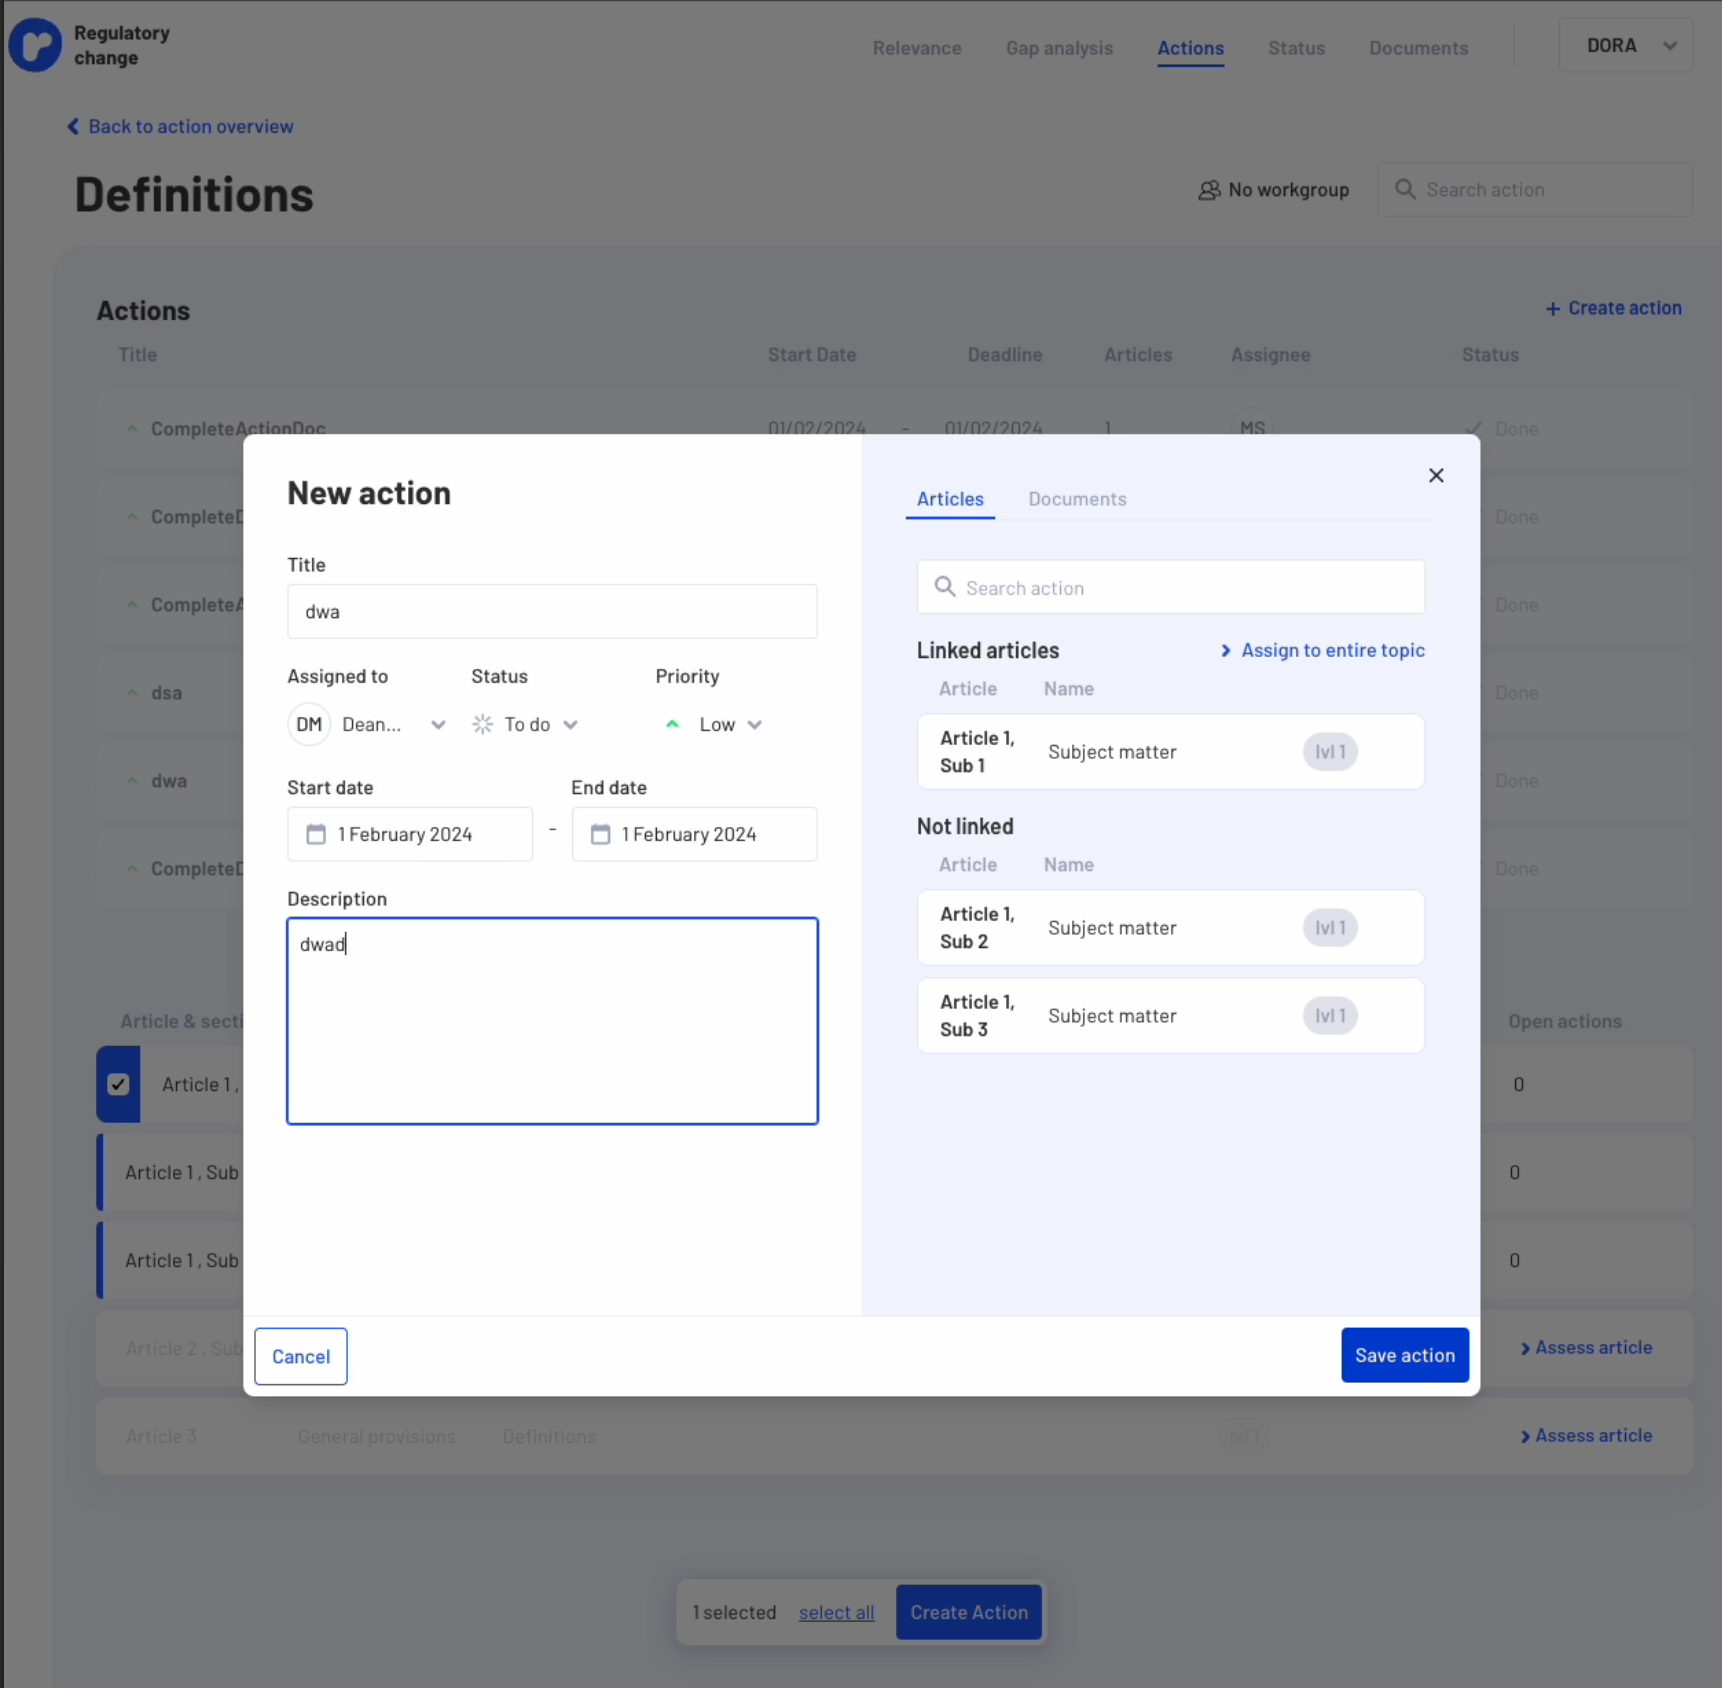 Regulatory
change
Relevance
Gap analysis
Actions
Status
Documents
DORA
Back to action overview
Definitions
No workgroup
Search action
Actions
+ Create action
Title
Start Date
Deadline
Articles
Assignee
Status
CompleteActionDoc
01/02/2024 - 01/02/2024
1
MS
Done
Done
Done
dsa
Done
dwa
Done
Done
Open actions
Article 1 ,
0
Article 1 , Sub
0
Article 1 , Sub
0
Article 2 , Sub
Assess article
Article 3
General provisions
Definitions
lvl 1
Assess article
New action
Title
dwa
Assigned to
Status
Priority
DM
Dean...
To do
Low
Start date
End date
1 February 2024 - 1 February 2024
Description
dwad
Articles
Documents
Search action
Linked articles
Assign to entire topic
Article
Name
Article 1,
Sub 1
Subject matter
lvl 1
Not linked
Article
Name
Article 1,
Sub 2
Subject matter
lvl 1
Article 1,
Sub 3
Subject matter
lvl 1
Cancel
Save action
1 selected
select all
Create Action